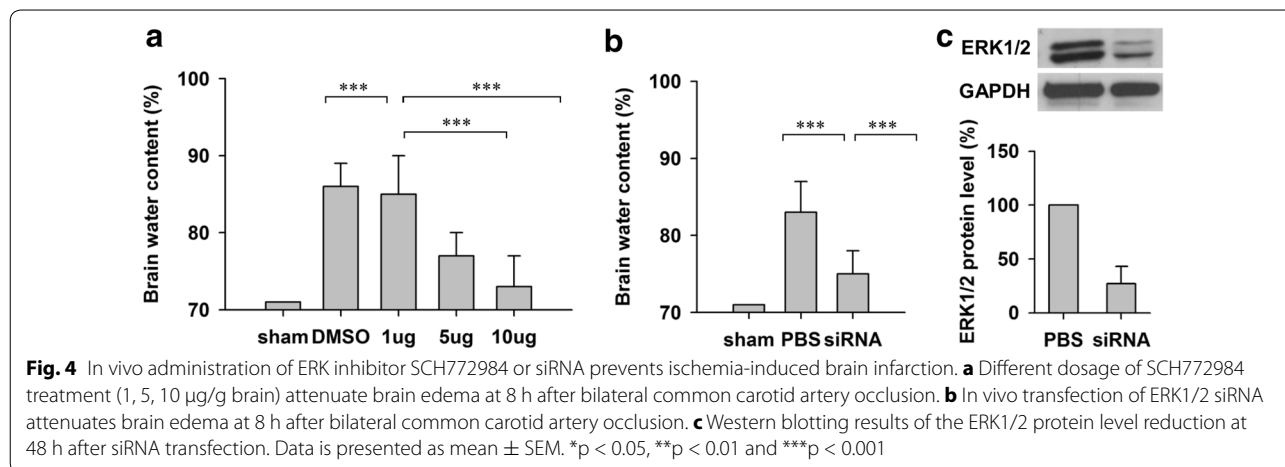 a
Brain water content (%)
100
90
80
70
***
***
***
sham DMSO 1ug 5ug 10ug
b
Brain water content (%)
100
90
80
70
*** ***
sham PBS siRNA
c
ERK1/2
GAPDH
ERK1/2 protein level (%)
150
100
50
0
PBS siRNA
Fig. 4 In vivo administration of ERK inhibitor SCH772984 or siRNA prevents ischemia-induced brain infarction. a Different dosage of SCH772984
treatment (1, 5, 10 µg/g brain) attenuate brain edema at 8 h after bilateral common carotid artery occlusion. b In vivo transfection of ERK1/2 siRNA
attenuates brain edema at 8 h after bilateral common carotid artery occlusion. c Western blotting results of the ERK1/2 protein level reduction at
48 h after siRNA transfection. Data is presented as mean ± SEM. *p < 0.05, **p < 0.01 and ***p < 0.001